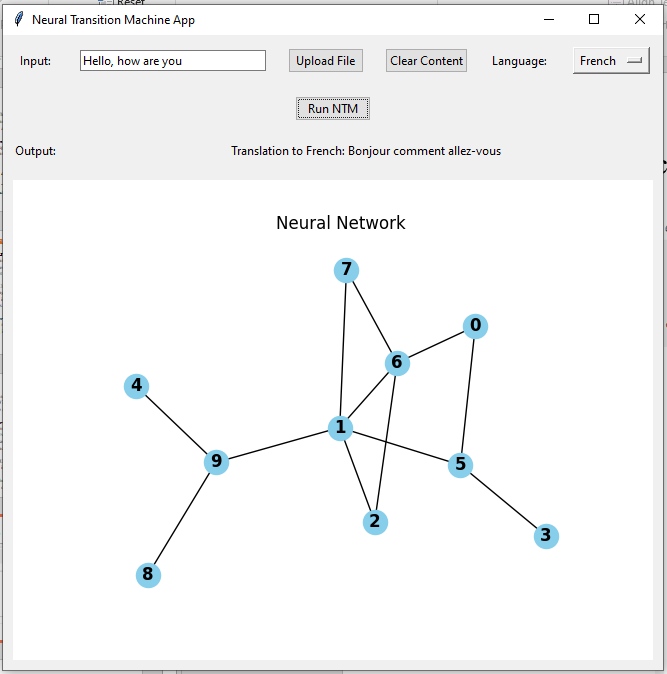 Reset
Neural Transition Machine App
Input: Hello, how are you Upload File Clear Content Language: French
Run NTM
Output: Translation to French: Bonjour comment allez-vous
Neural Network
7
0
6
4
1
9
5
2
3
8